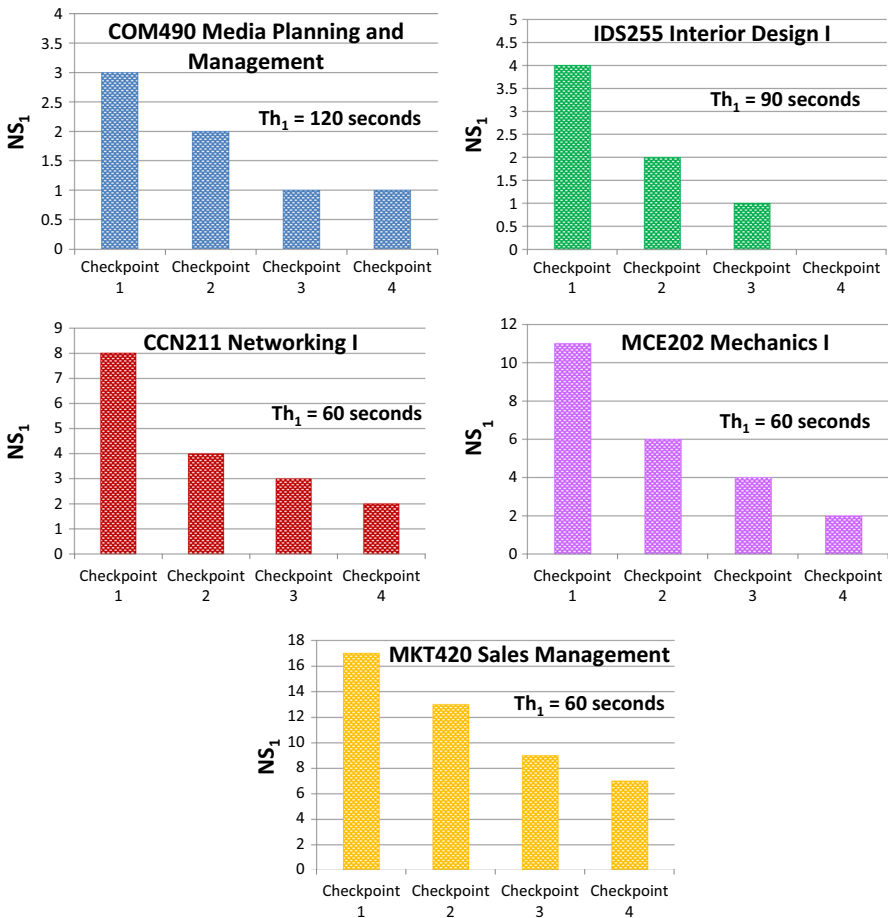 COM490 Media Planning and
Management
Th1 = 120 seconds
NS1
4
3.5
3
2.5
2
1.5
1
0.5
0
Checkpoint Checkpoint Checkpoint Checkpoint
1 2 3 4
IDS255 Interior Design I
Th1 = 90 seconds
NS1
5
4.5
4
3.5
3
2.5
2
1.5
1
0.5
0
Checkpoint Checkpoint Checkpoint Checkpoint
1 2 3 4
CCN211 Networking I
Th1 = 60 seconds
NS1
9
8
7
6
5
4
3
2
1
0
Checkpoint Checkpoint Checkpoint Checkpoint
1 2 3 4
MCE202 Mechanics I
Th1 = 60 seconds
NS1
12
10
8
6
4
2
0
Checkpoint Checkpoint Checkpoint Checkpoint
1 2 3 4
MKT420 Sales Management
Th1 = 60 seconds
NS1
18
16
14
12
10
8
6
4
2
0
Checkpoint Checkpoint Checkpoint Checkpoint
1 2 3 4